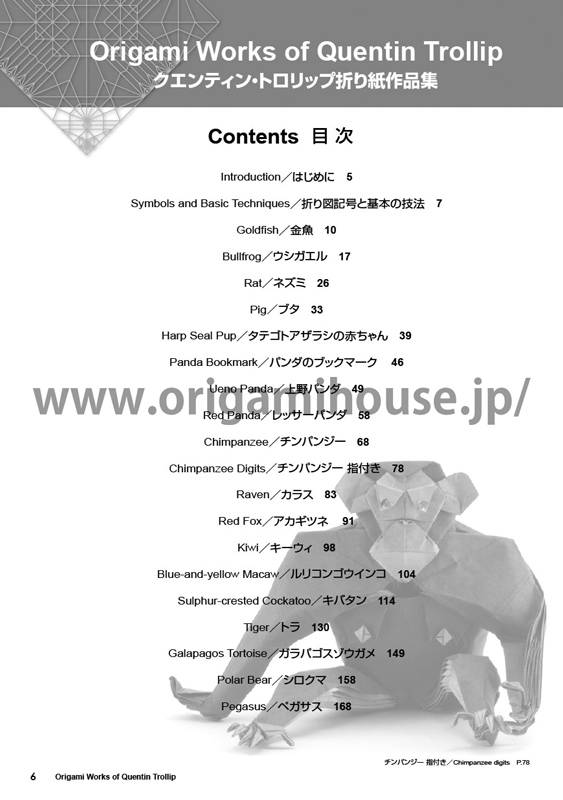 Origami Works of Quentin Trollip
クエンティン・トロリップ折り紙作品集
Contents 目 次
Introduction／はじめに 5
Symbols and Basic Techniques／折り図記号と基本の技法 7
Goldfish／金魚 10
Bullfrog／ウシガエル 17
Rat／ネズミ 26
Pig／ブタ 33
Harp Seal Pup／タテゴトアザラシの赤ちゃん 39
Panda Bookmark／パンダのブックマーク 46
Ueno Panda／上野パンダ 49
www.origamihouse.jp/
Red Panda／レッサーパンダ 58
Chimpanzee／チンパンジー 68
Chimpanzee Digits／チンパンジー 指付き 78
Raven／カラス 83
Red Fox／アカギツネ 91
Kiwi／キーウィ 98
Blue-and-yellow Macaw／ルリコンゴウインコ 104
Sulphur-crested Cockatoo／キバタン 114
Tiger／トラ 130
Galapagos Tortoise／ガラパゴスゾウガメ 149
Polar Bear／シロクマ 158
Pegasus／ペガサス 168
チンパンジー 指付き／Chimpanzee digits P.78
6 Origami Works of Quentin Trollip